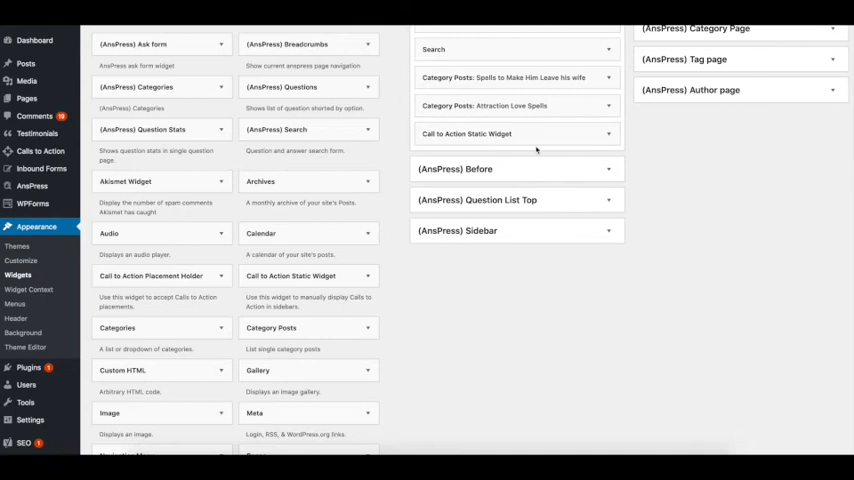 Dashboard
Posts
Media
Pages
Comments 19
Testimonials
Calls to Action
Inbound Forms
AnsPress
WPForms
Appearance
Themes
Customize
Widgets
Widget Context
Menus
Header
Background
Theme Editor
Plugins 1
Users
Tools
Settings
SEO 1
(AnsPress) Ask form
AnsPress ask form widget
(AnsPress) Breadcrumbs
Show current anspress page navigation.
(AnsPress) Categories
(AnsPress) Categories
(AnsPress) Questions
Shows list of question shorted by option.
(AnsPress) Question Stats
Shows question stats in single question
page.
(AnsPress) Search
Question and answer search form.
Akismet Widget
Display the number of spam comments
Akismet has caught
Archives
A monthly archive of your site's Posts.
Audio
Displays an audio player.
Calendar
A calendar of your site's posts.
Call to Action Placement Holder
Use this widget to accept Calls to Action
placements.
Call to Action Static Widget
Use this widget to manually display Calls to
Action in sidebars.
Categories
A list or dropdown of categories.
Category Posts
List single category posts
Custom HTML
Arbitrary HTML code.
Gallery
Displays an image gallery.
Image
Displays an image.
Meta
Login, RSS, & WordPress.org links.
Search
Category Posts: Spells to Make Him Leave his wife
Category Posts: Attraction Love Spells
Call to Action Static Widget
(AnsPress) Before
(AnsPress) Question List Top
(AnsPress) Sidebar
(AnsPress) Category Page
(AnsPress) Tag page
(AnsPress) Author page